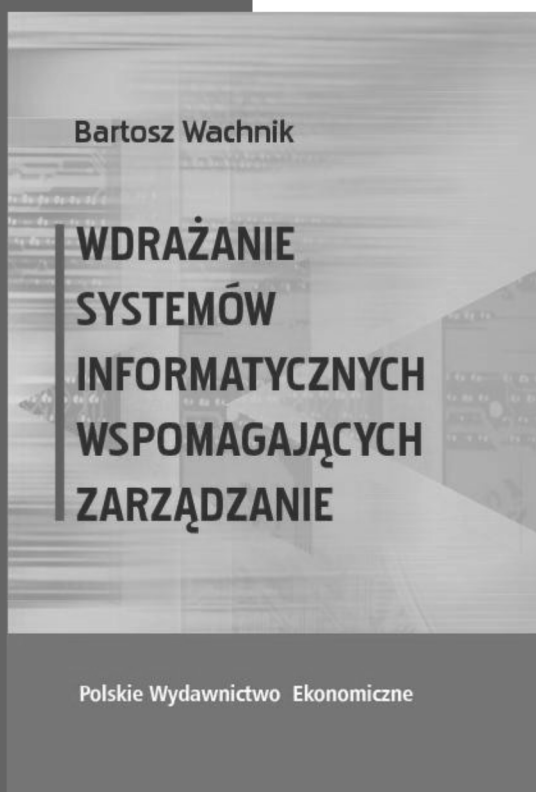 Bartosz Wachnik
WDRAŻANIE
SYSTEMÓW
INFORMATYCZNYCH
WSPOMAGAJĄCYCH
ZARZĄDZANIE
Polskie Wydawnictwo Ekonomiczne